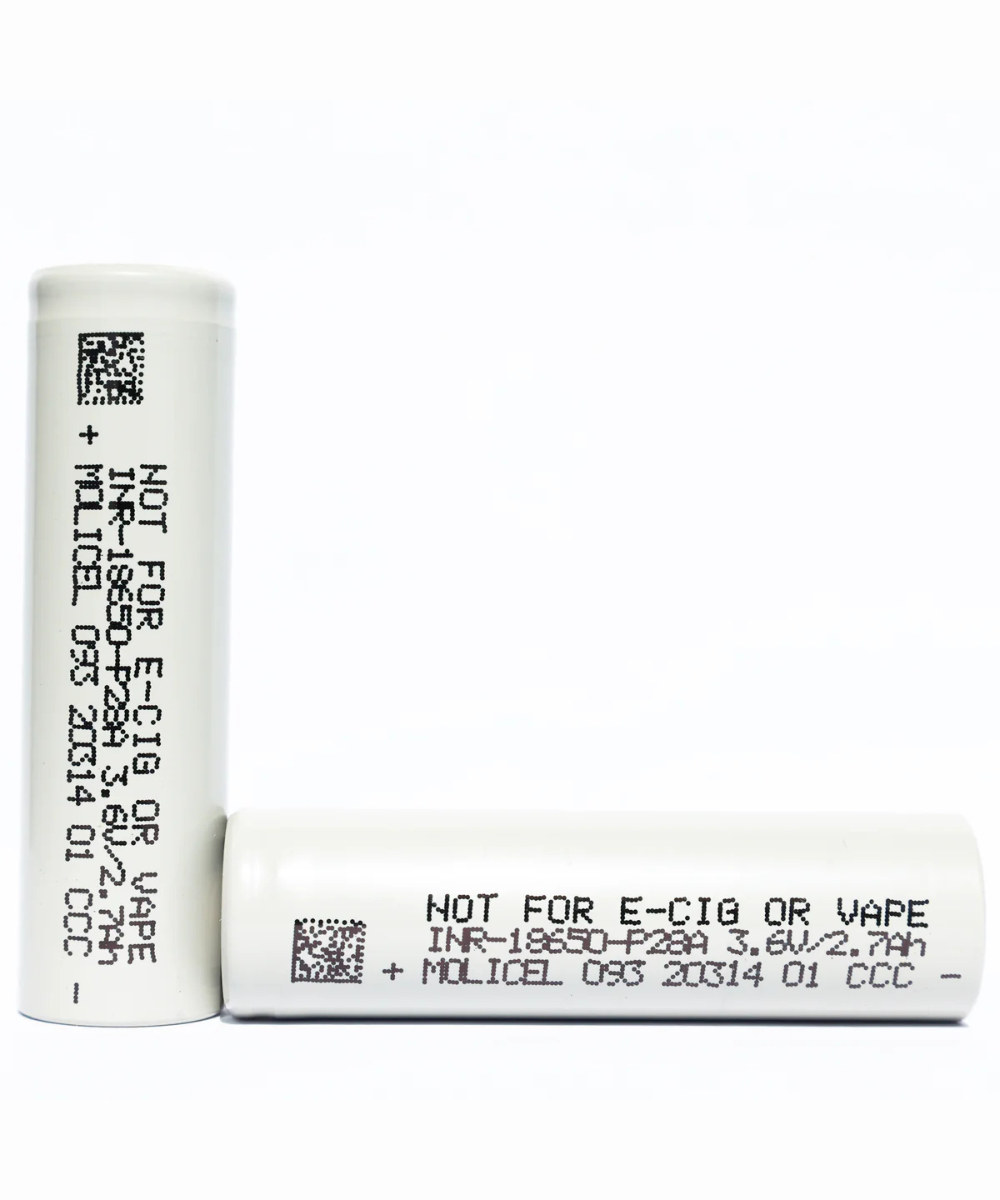 NOT FOR E-CIG OR VAPE
INR-18650-P28A 3.6V/2.7Ah
+ MOLICEL 093 20314 01 CCC -
NOT FOR E-CIG OR VAPE
INR-18650-P28A 3.6V/2.7Ah
+ MOLICEL 093 20314 01 CCC -